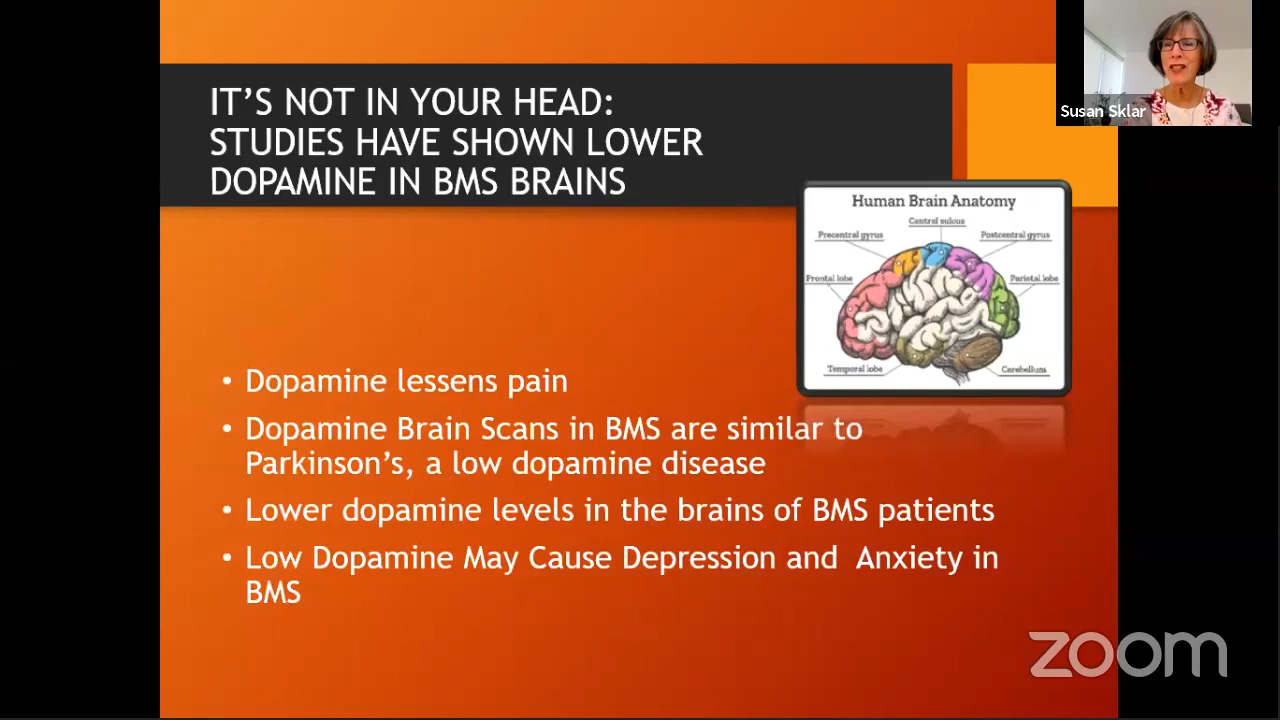 IT'S NOT IN YOUR HEAD:
STUDIES HAVE SHOWN LOWER
DOPAMINE IN BMS BRAINS
Susan Sklar
Human Brain Anatomy
Central sulous
Precentral gyrus
Postcentral gyrus
Frontal lobe
Parietal lobe
Temporal lobe
Cerebellum
• Dopamine lessens pain
• Dopamine Brain Scans in BMS are similar to
Parkinson's, a low dopamine disease
• Lower dopamine levels in the brains of BMS patients
• Low Dopamine May Cause Depression and  Anxiety in
BMS
zoom